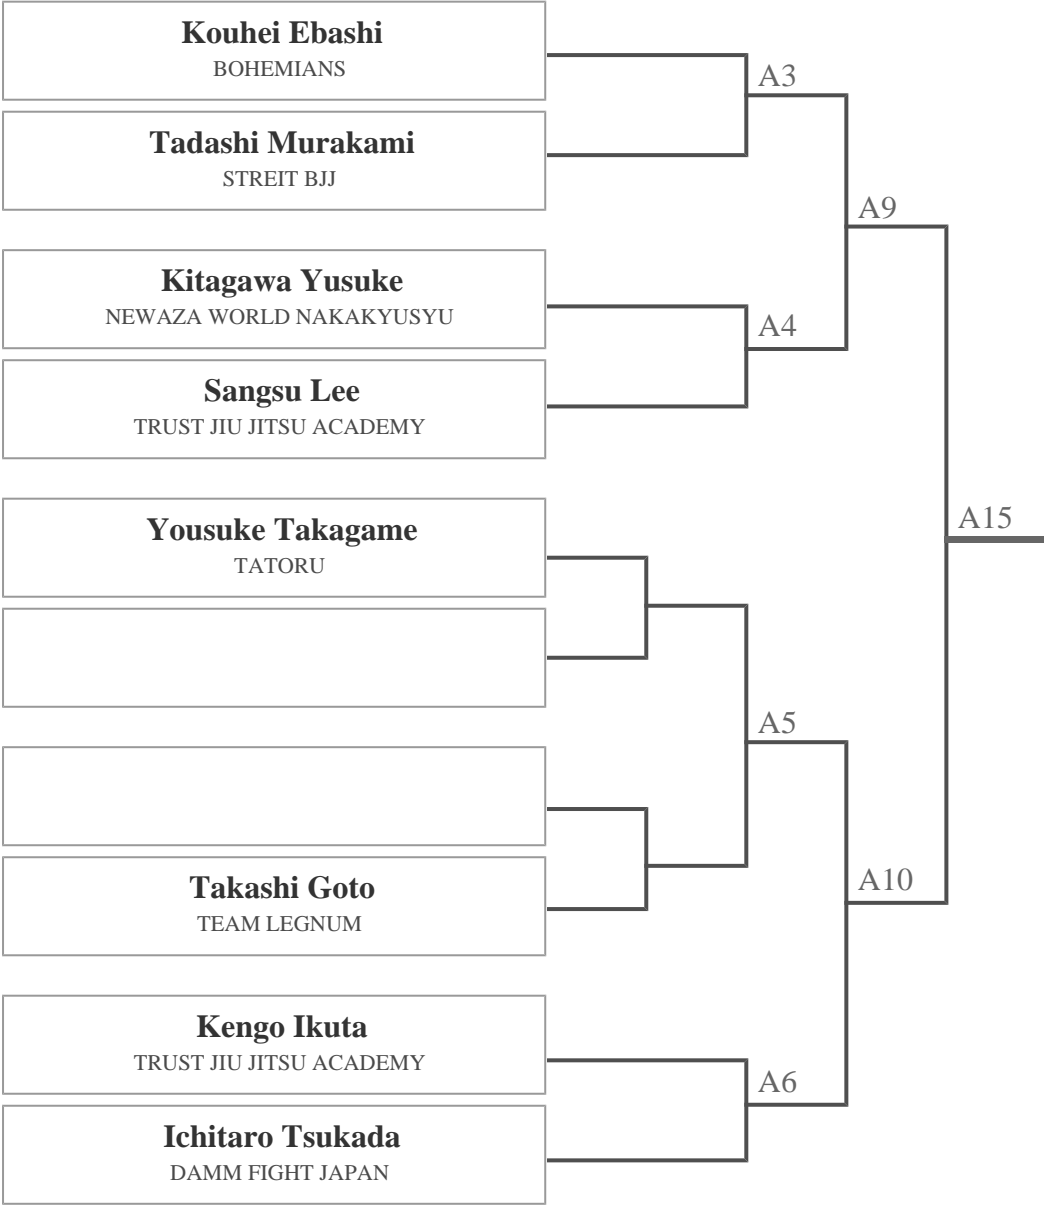 Kouhei Ebashi
BOHEMIANS
A3
Tadashi Murakami
STREIT BJJ
A9
Kitagawa Yusuke
NEWAZA WORLD NAKAKYUSYU
A4
Sangsu Lee
TRUST JIU JITSU ACADEMY
A15
Yousuke Takagame
TATORU
A5
Takashi Goto
TEAM LEGNUM
A10
Kengo Ikuta
TRUST JIU JITSU ACADEMY
A6
Ichitaro Tsukada
DAMM FIGHT JAPAN